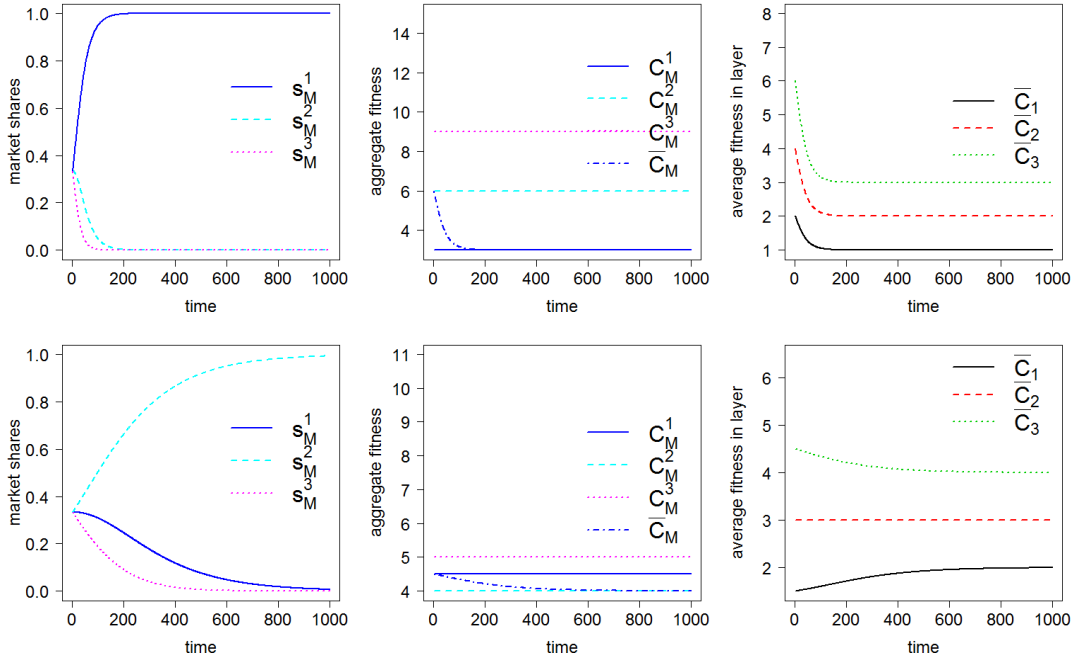 market shares
1.0
0.8
0.6
0.4
0.2
0.0
s_M^1
s_M^2
s_M^3
0 200 400 600 800 1000
time
aggregate fitness
14
12
10
8
6
4
C_M^1
C_M^2
C_M^3
C̅_M
0 200 400 600 800 1000
time
average fitness in layer
8
7
6
5
4
3
2
1
C̅_1
C̅_2
C̅_3
0 200 400 600 800 1000
time
market shares
1.0
0.8
0.6
0.4
0.2
0.0
s_M^1
s_M^2
s_M^3
0 200 400 600 800 1000
time
aggregate fitness
11
10
9
8
7
6
5
4
C_M^1
C_M^2
C_M^3
C̅_M
0 200 400 600 800 1000
time
average fitness in layer
6
5
4
3
2
C̅_1
C̅_2
C̅_3
0 200 400 600 800 1000
time